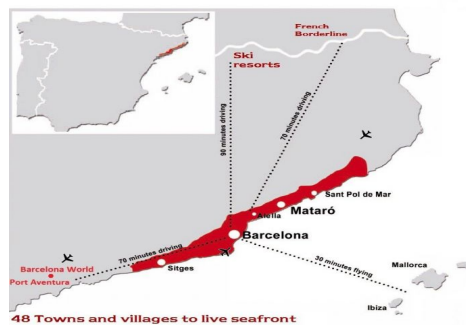 French
Borderline
Ski
resorts
90 minutes driving
70 minutes driving
Sant Pol de Mar
Alella
Mataró
Barcelona
70 minutes driving
Sitges
Barcelona World
Port Aventura
30 minutes flying
Mallorca
Ibiza
48 Towns and villages to live seafront